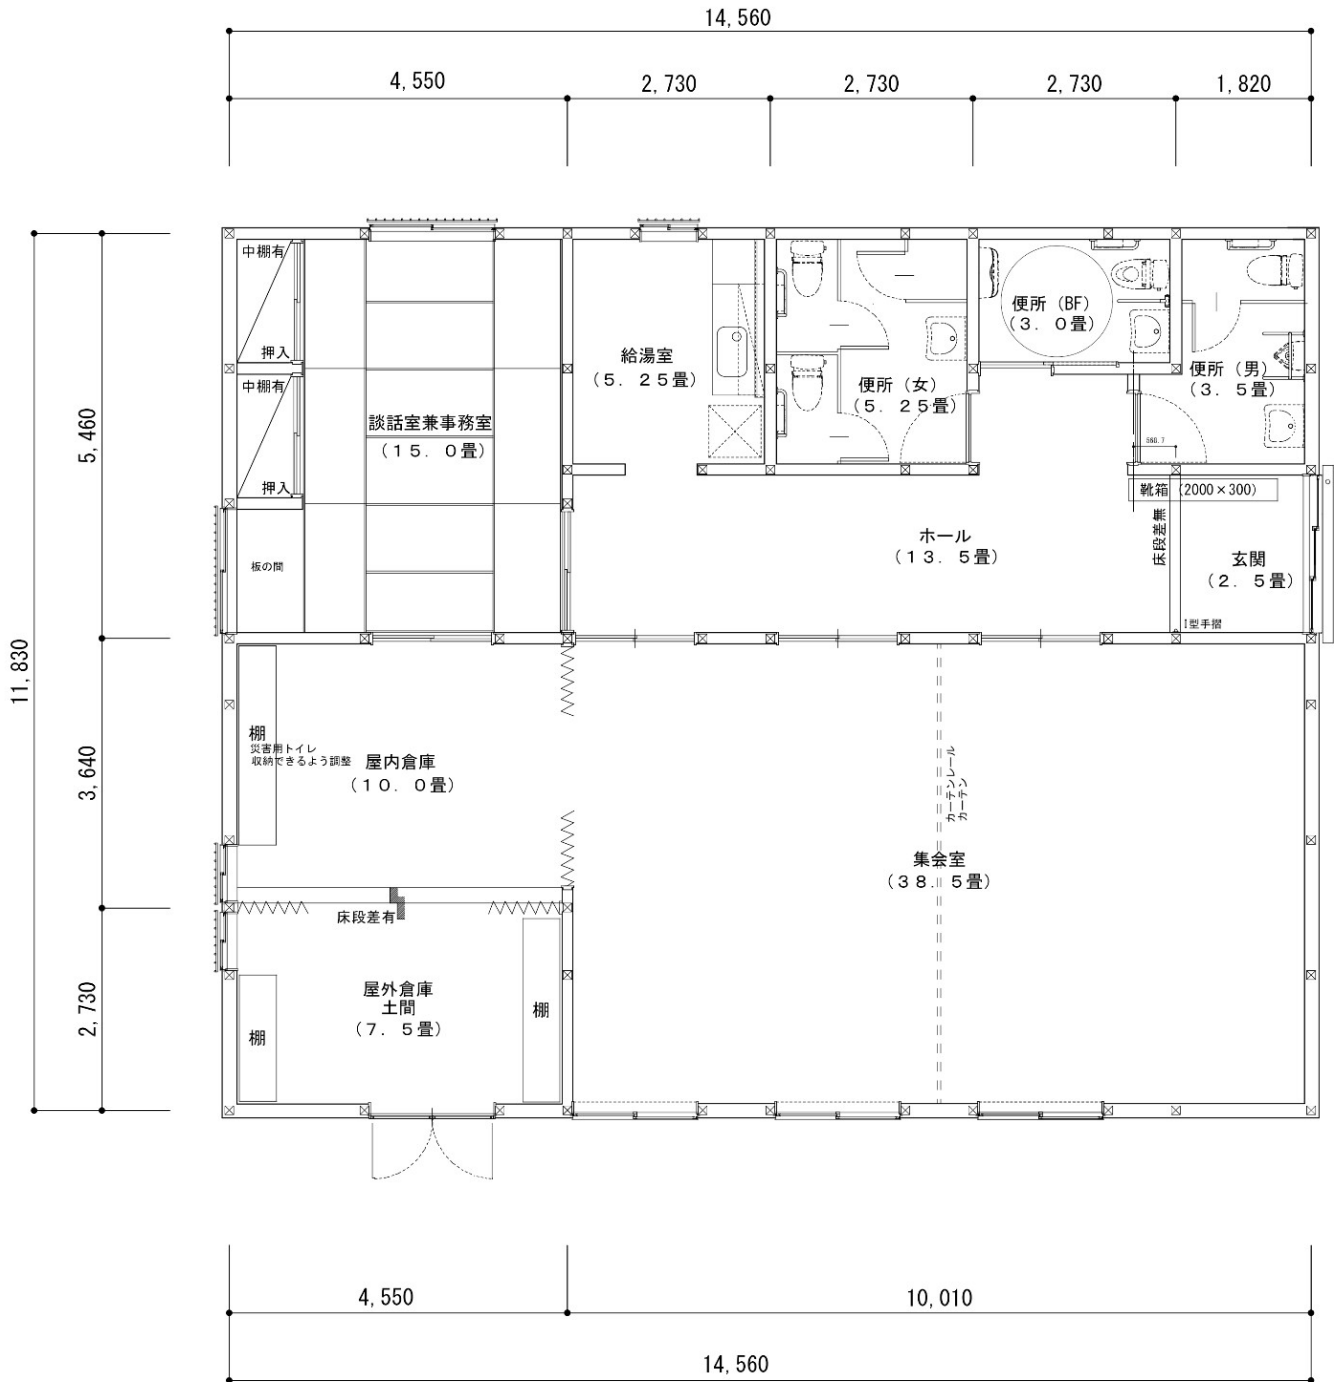 14,560
4,550
2,730
2,730
2,730
1,820
中棚有
押入
中棚有
押入
談話室兼事務室
(15.0畳)
板の間
給湯室
(5.25畳)
便所（女）
(5.25畳)
便所（BF）
(3.0畳)
便所（男）
(3.5畳)
560.7
靴箱 (2000×300)
床段差無
ホール
(13.5畳)
玄関
(2.5畳)
I型手摺
5,460
11,830
3,640
2,730
棚
災害用トイレ
収納できるよう調整
屋内倉庫
(10.0畳)
カーテンレール
カーテン
集会室
(38.5畳)
床段差有
屋外倉庫
土間
(7.5畳)
棚
棚
4,550
10,010
14,560